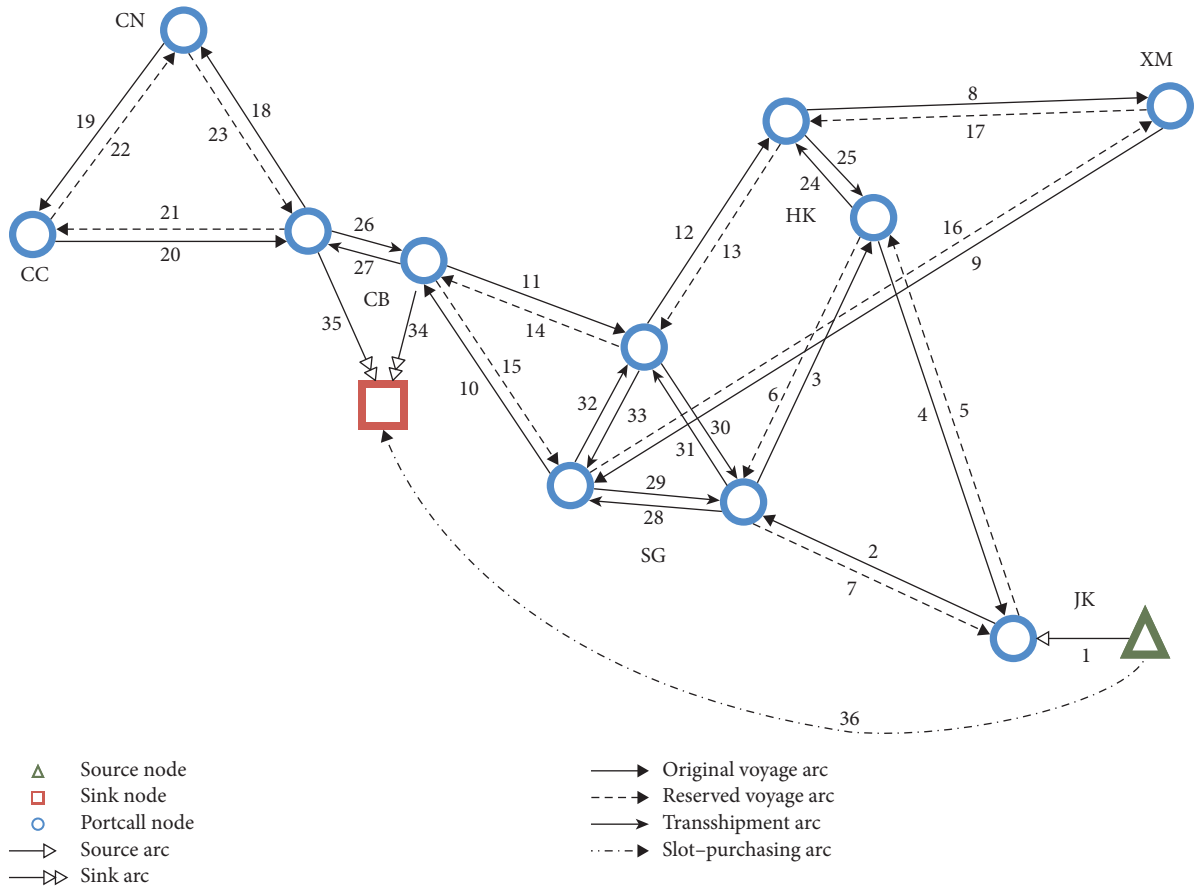 CN
XM
8
18
19
17
25
23
22
24
HK
12
21
26
16
13
20
27
9
CC
11
CB
35
34
14
15
3
10
6
32
4
5
33
30
31
29
28
SG
2
7
JK
1
36
Source node
Sink node
Portcall node
Source arc
Sink arc
Original voyage arc
Reserved voyage arc
Transshipment arc
Slot–purchasing arc